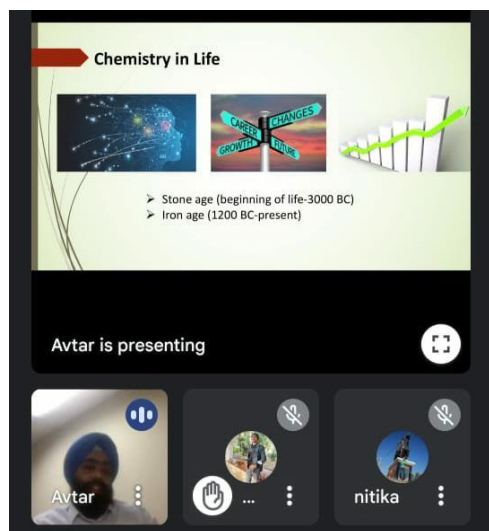 Chemistry in Life
CAREER
CHANGES
GROWTH
FUTURE
➢ Stone age (beginning of life-3000 BC)
➢ Iron age (1200 BC-present)
Avtar is presenting
Avtar
...
nitika